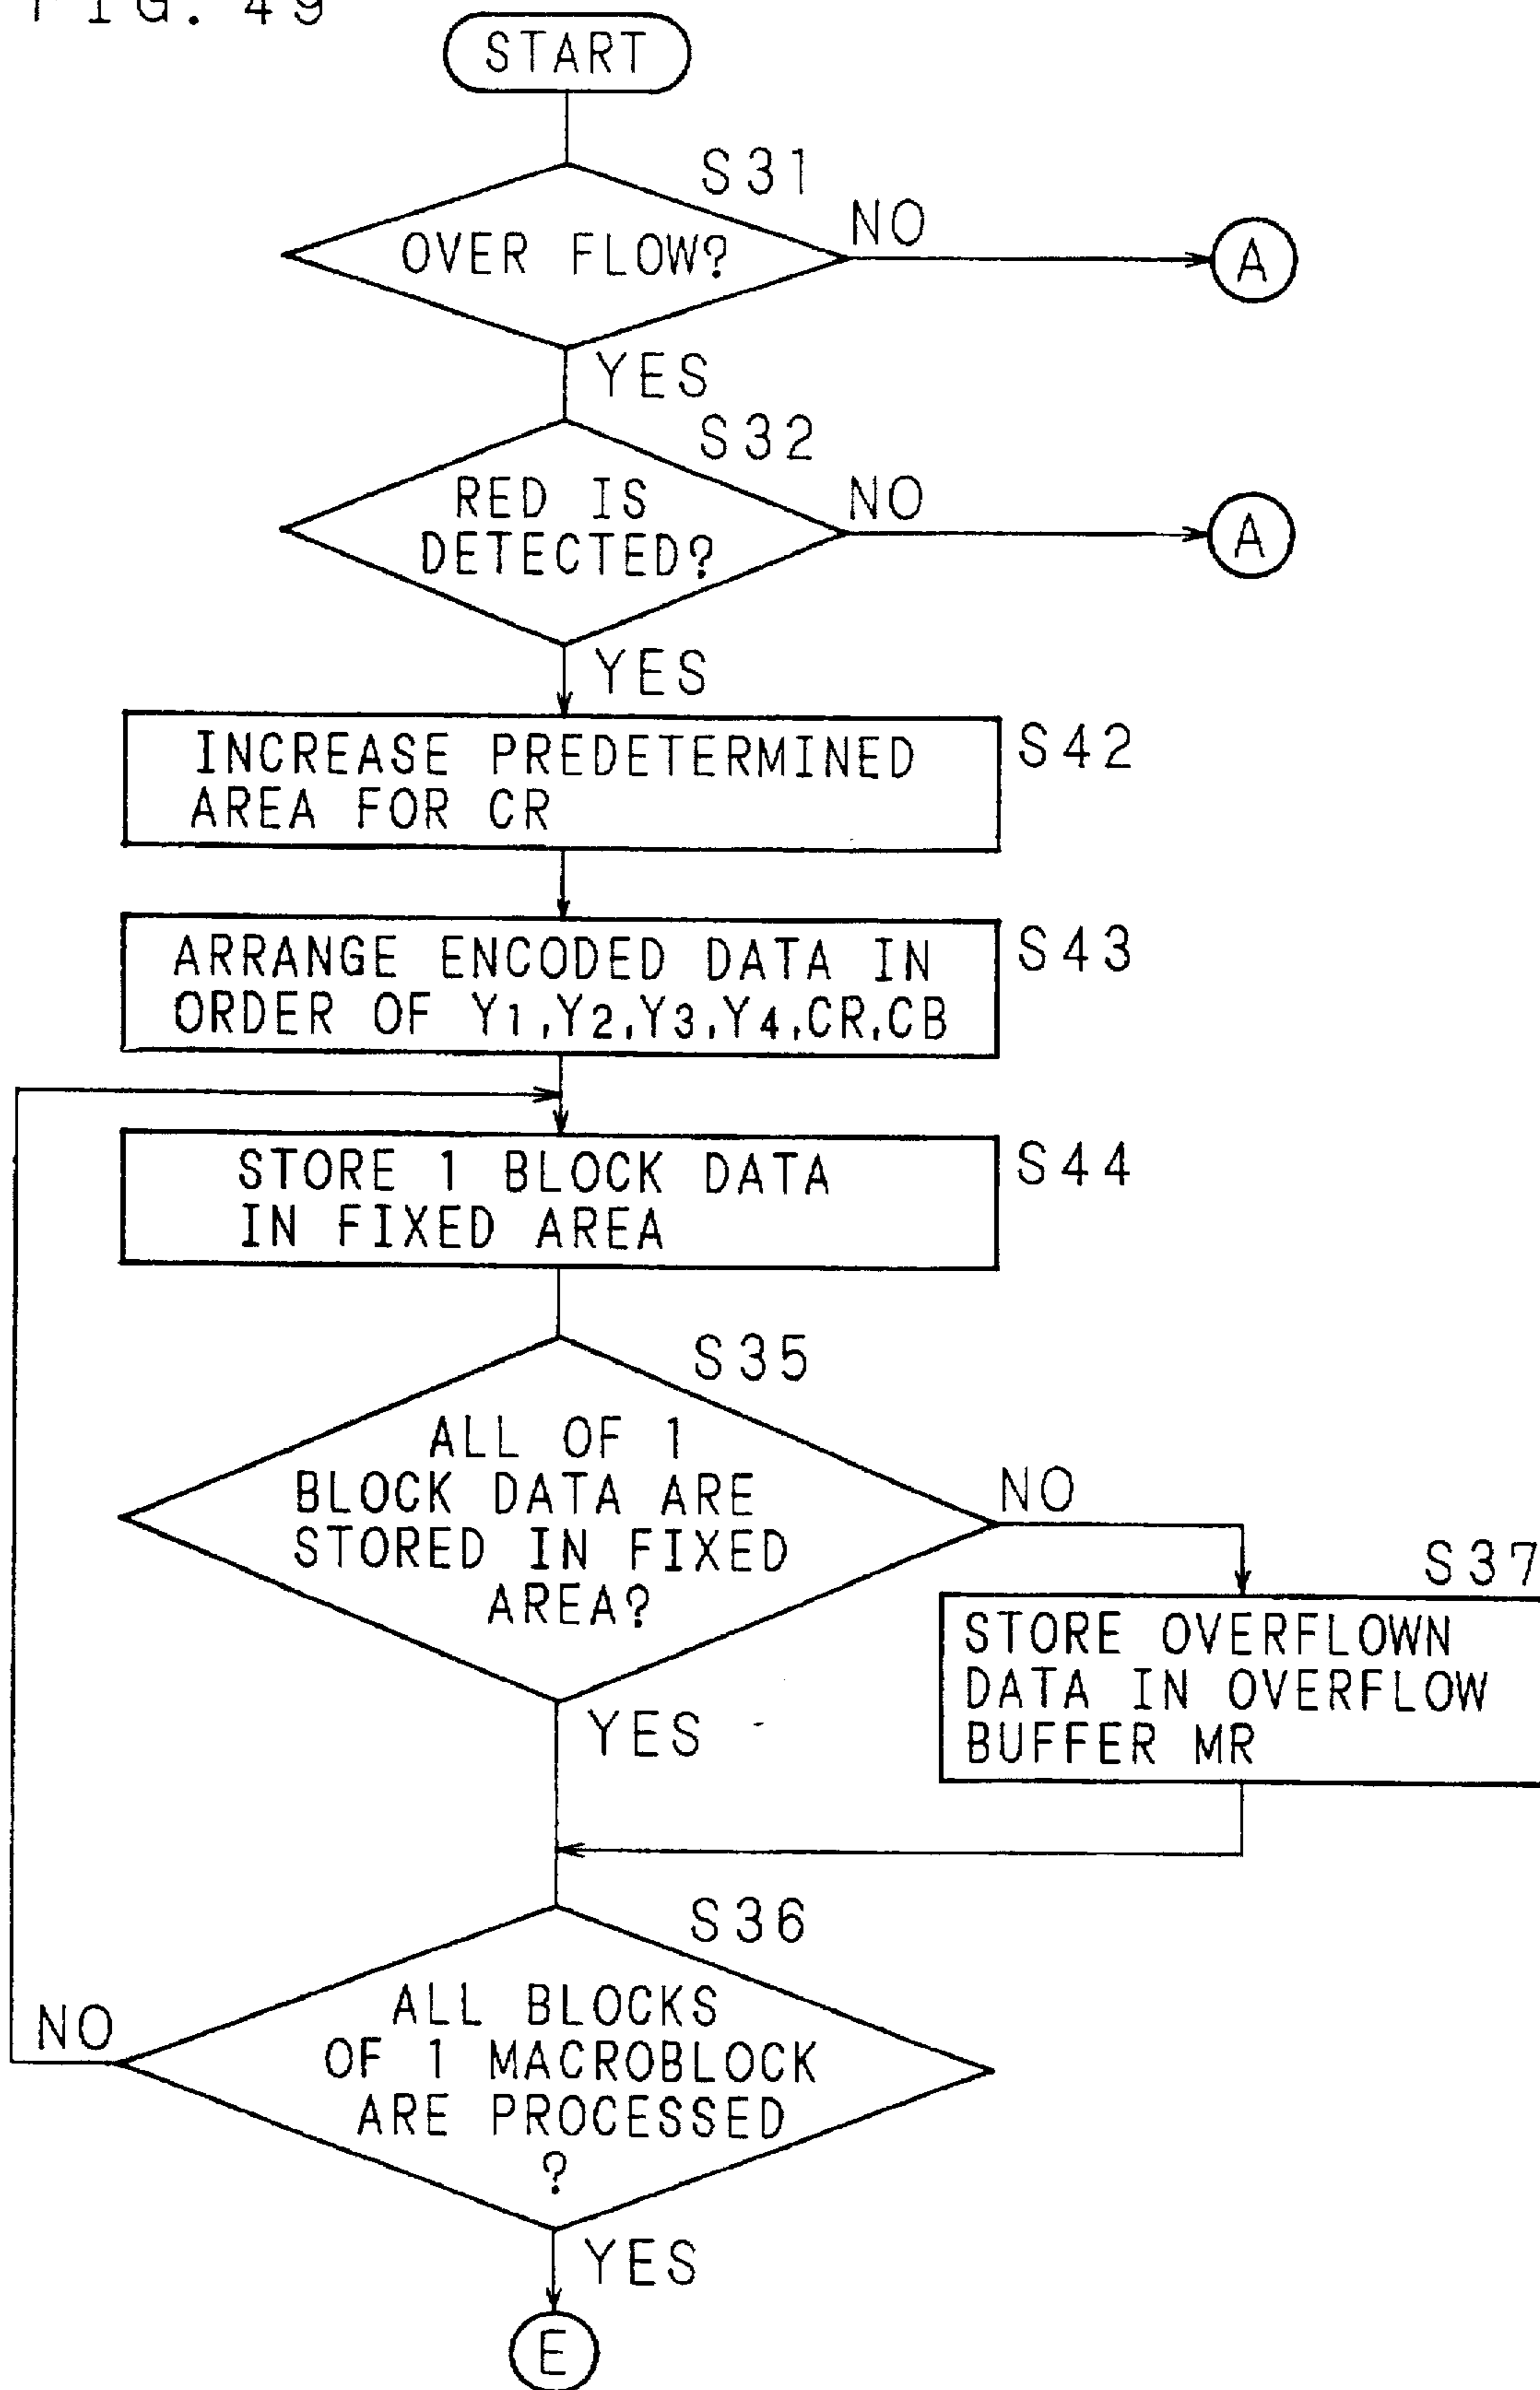 FIG. 49
START
S31
OVER FLOW?
NO
A
YES
S32
RED IS
DETECTED?
NO
A
YES
INCREASE PREDETERMINED
AREA FOR CR
S42
ARRANGE ENCODED DATA IN
ORDER OF Y1,Y2,Y3,Y4,CR,CB
S43
STORE 1 BLOCK DATA
IN FIXED AREA
S44
S35
ALL OF 1
BLOCK DATA ARE
STORED IN FIXED
AREA?
NO
S37
STORE OVERFLOWN
DATA IN OVERFLOW
BUFFER MR
YES
S36
ALL BLOCKS
OF 1 MACROBLOCK
ARE PROCESSED
?
NO
YES
E